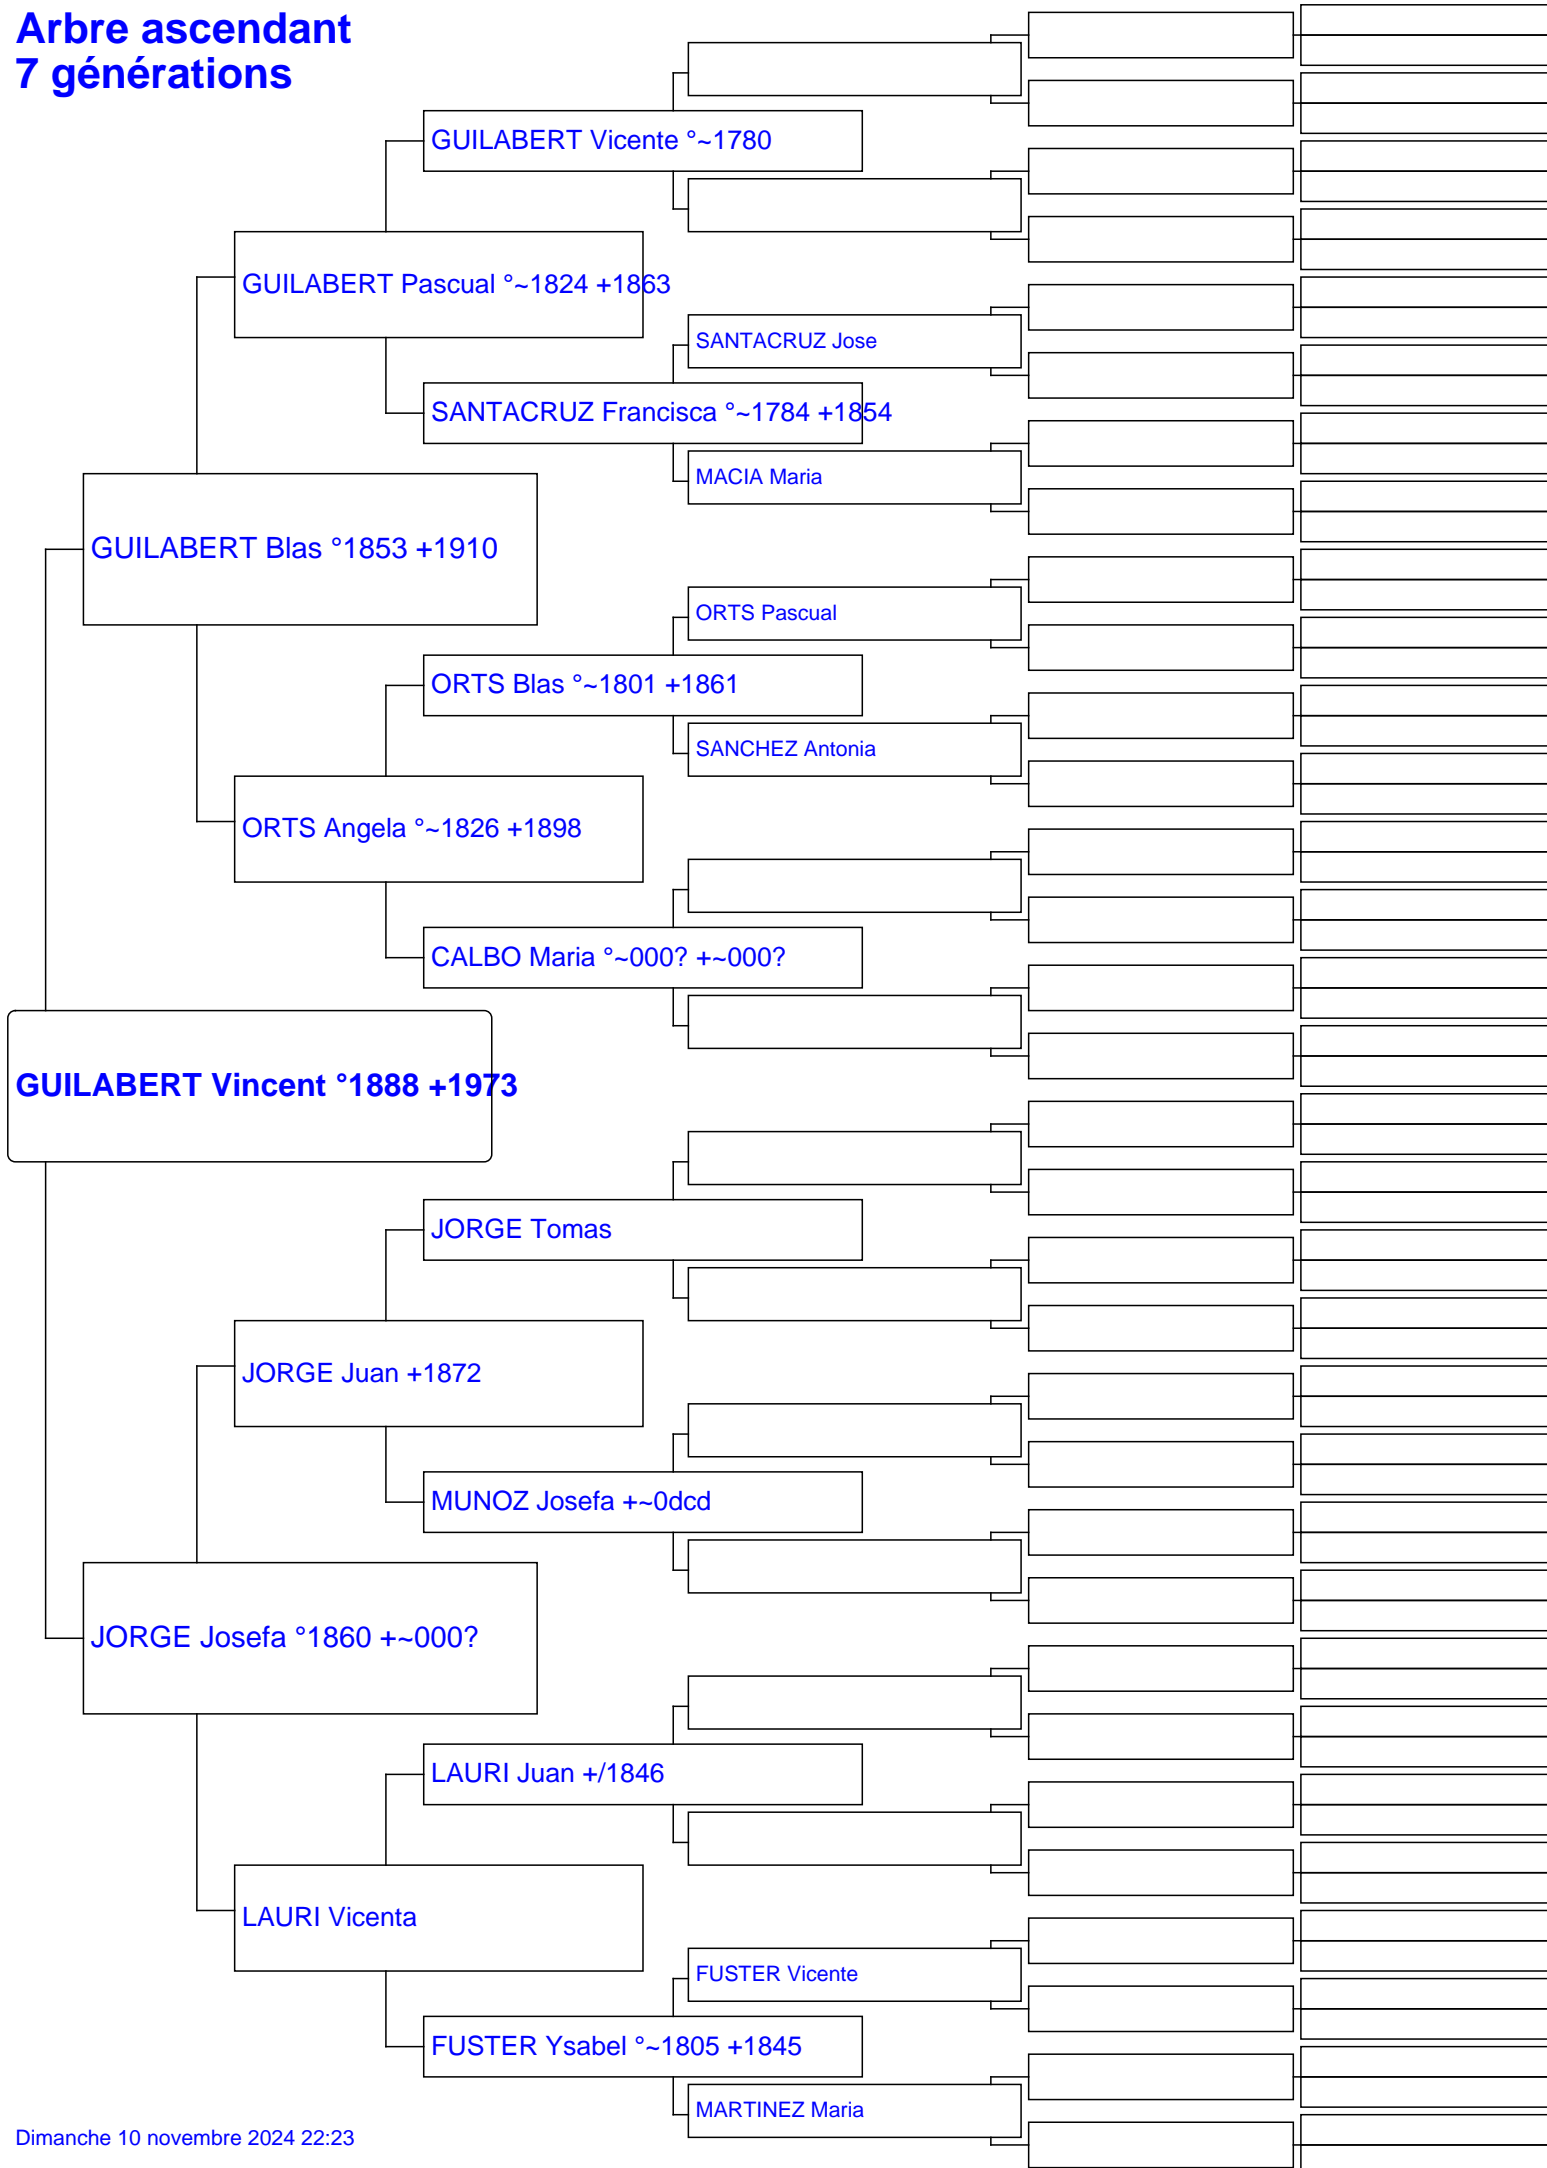 Arbre ascendant
7 générations
GUILABERT Vicente °~1780
GUILABERT Pascual °~1824 +1863
SANTACRUZ Jose
SANTACRUZ Francisca °~1784 +1854
MACIA Maria
GUILABERT Blas °1853 +1910
ORTS Pascual
ORTS Blas °~1801 +1861
SANCHEZ Antonia
ORTS Angela °~1826 +1898
CALBO Maria °~000? +~000?
GUILABERT Vincent °1888 +1973
JORGE Tomas
JORGE Juan +1872
MUNOZ Josefa +~0dcd
JORGE Josefa °1860 +~000?
LAURI Juan +/1846
LAURI Vicenta
FUSTER Vicente
FUSTER Ysabel °~1805 +1845
MARTINEZ Maria
Dimanche 10 novembre 2024 22:23